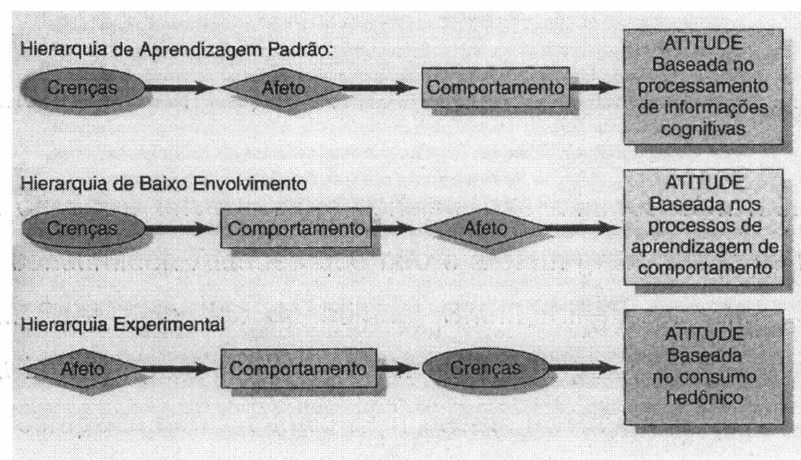 Hierarquia de Aprendizagem Padrão:
Crenças
Afeto
Comportamento
ATITUDE
Baseada no
processamento
de informações
cognitivas
Hierarquia de Baixo Envolvimento
Crenças
Comportamento
Afeto
ATITUDE
Baseada nos
processos de
aprendizagem de
comportamento
Hierarquia Experimental
Afeto
Comportamento
Crenças
ATITUDE
Baseada
no consumo
hedônico